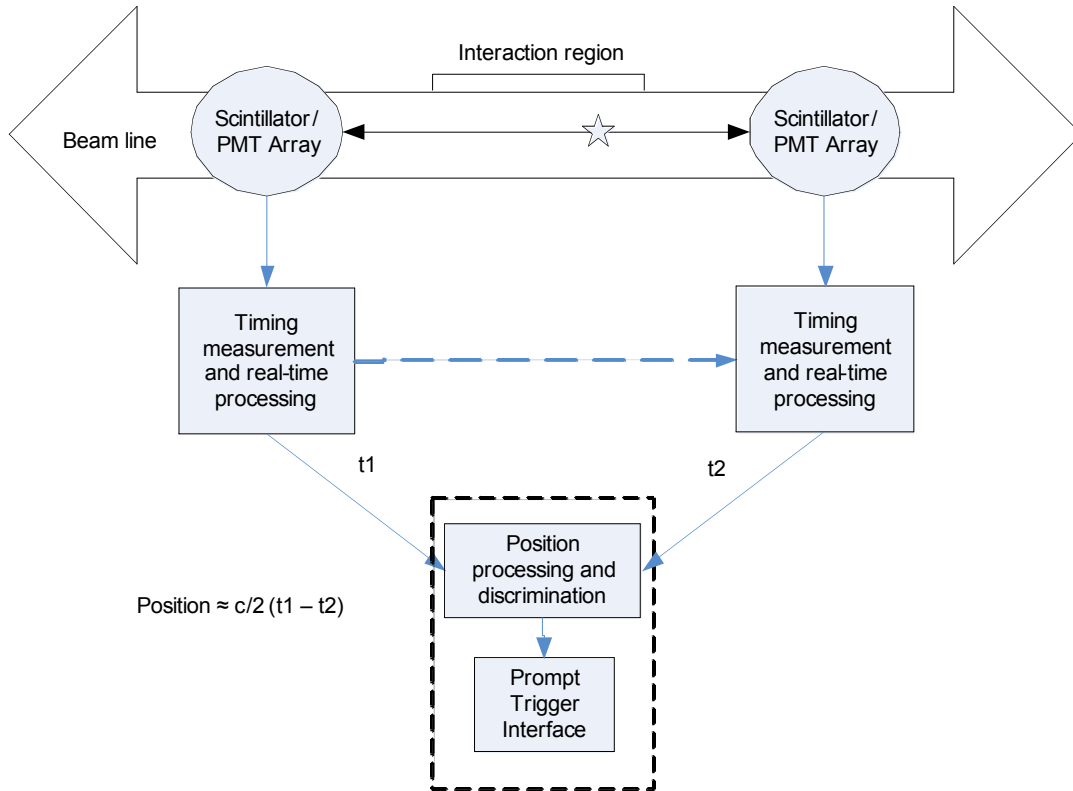 Interaction region
Beam line
Scintillator/
PMT Array
Scintillator/
PMT Array
Timing
measurement
and real-time
processing
Timing
measurement
and real-time
processing
t1
t2
Position
processing and
discrimination
Position ≈ c/2 (t1 – t2)
Prompt
Trigger
Interface